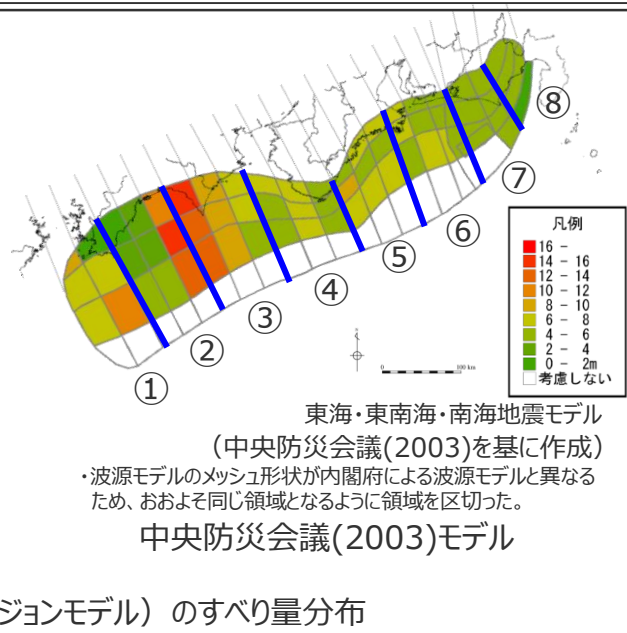 ①
②
③
④
⑤
⑥
⑦
⑧
凡例
16 -
14 - 16
12 - 14
10 - 12
8 - 10
6 - 8
4 - 6
2 - 4
0 - 2m
考慮しない
0 100 km
東海・東南海・南海地震モデル
（中央防災会議(2003)を基に作成）
・波源モデルのメッシュ形状が内閣府による波源モデルと異なる
ため、おおよそ同じ領域となるように領域を区切った。
中央防災会議(2003)モデル
ジョンモデル）のすべり量分布